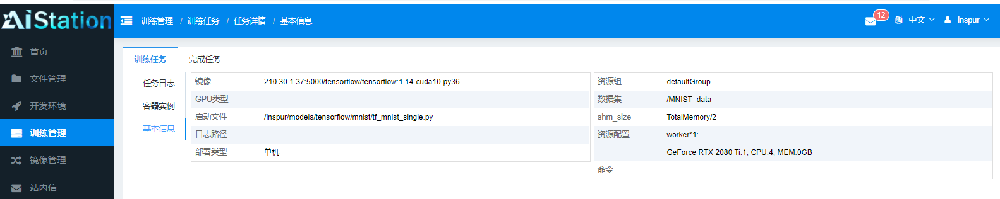 AiStation
训练管理 / 训练任务 / 任务详情 / 基本信息
12
中文
inspur
首页
文件管理
开发环境
训练管理
镜像管理
站内信
训练任务
完成任务
任务日志
容器实例
基本信息
镜像 210.30.1.37:5000/tensorflow/tensorflow:1.14-cuda10-py36
GPU类型
启动文件 /inspur/models/tensorflow/mnist/tf_mnist_single.py
日志路径
部署类型 单机
资源组 defaultGroup
数据集 /MNIST_data
shm_size TotalMemory/2
资源配置 worker*1:
GeForce RTX 2080 Ti:1, CPU:4, MEM:0GB
命令